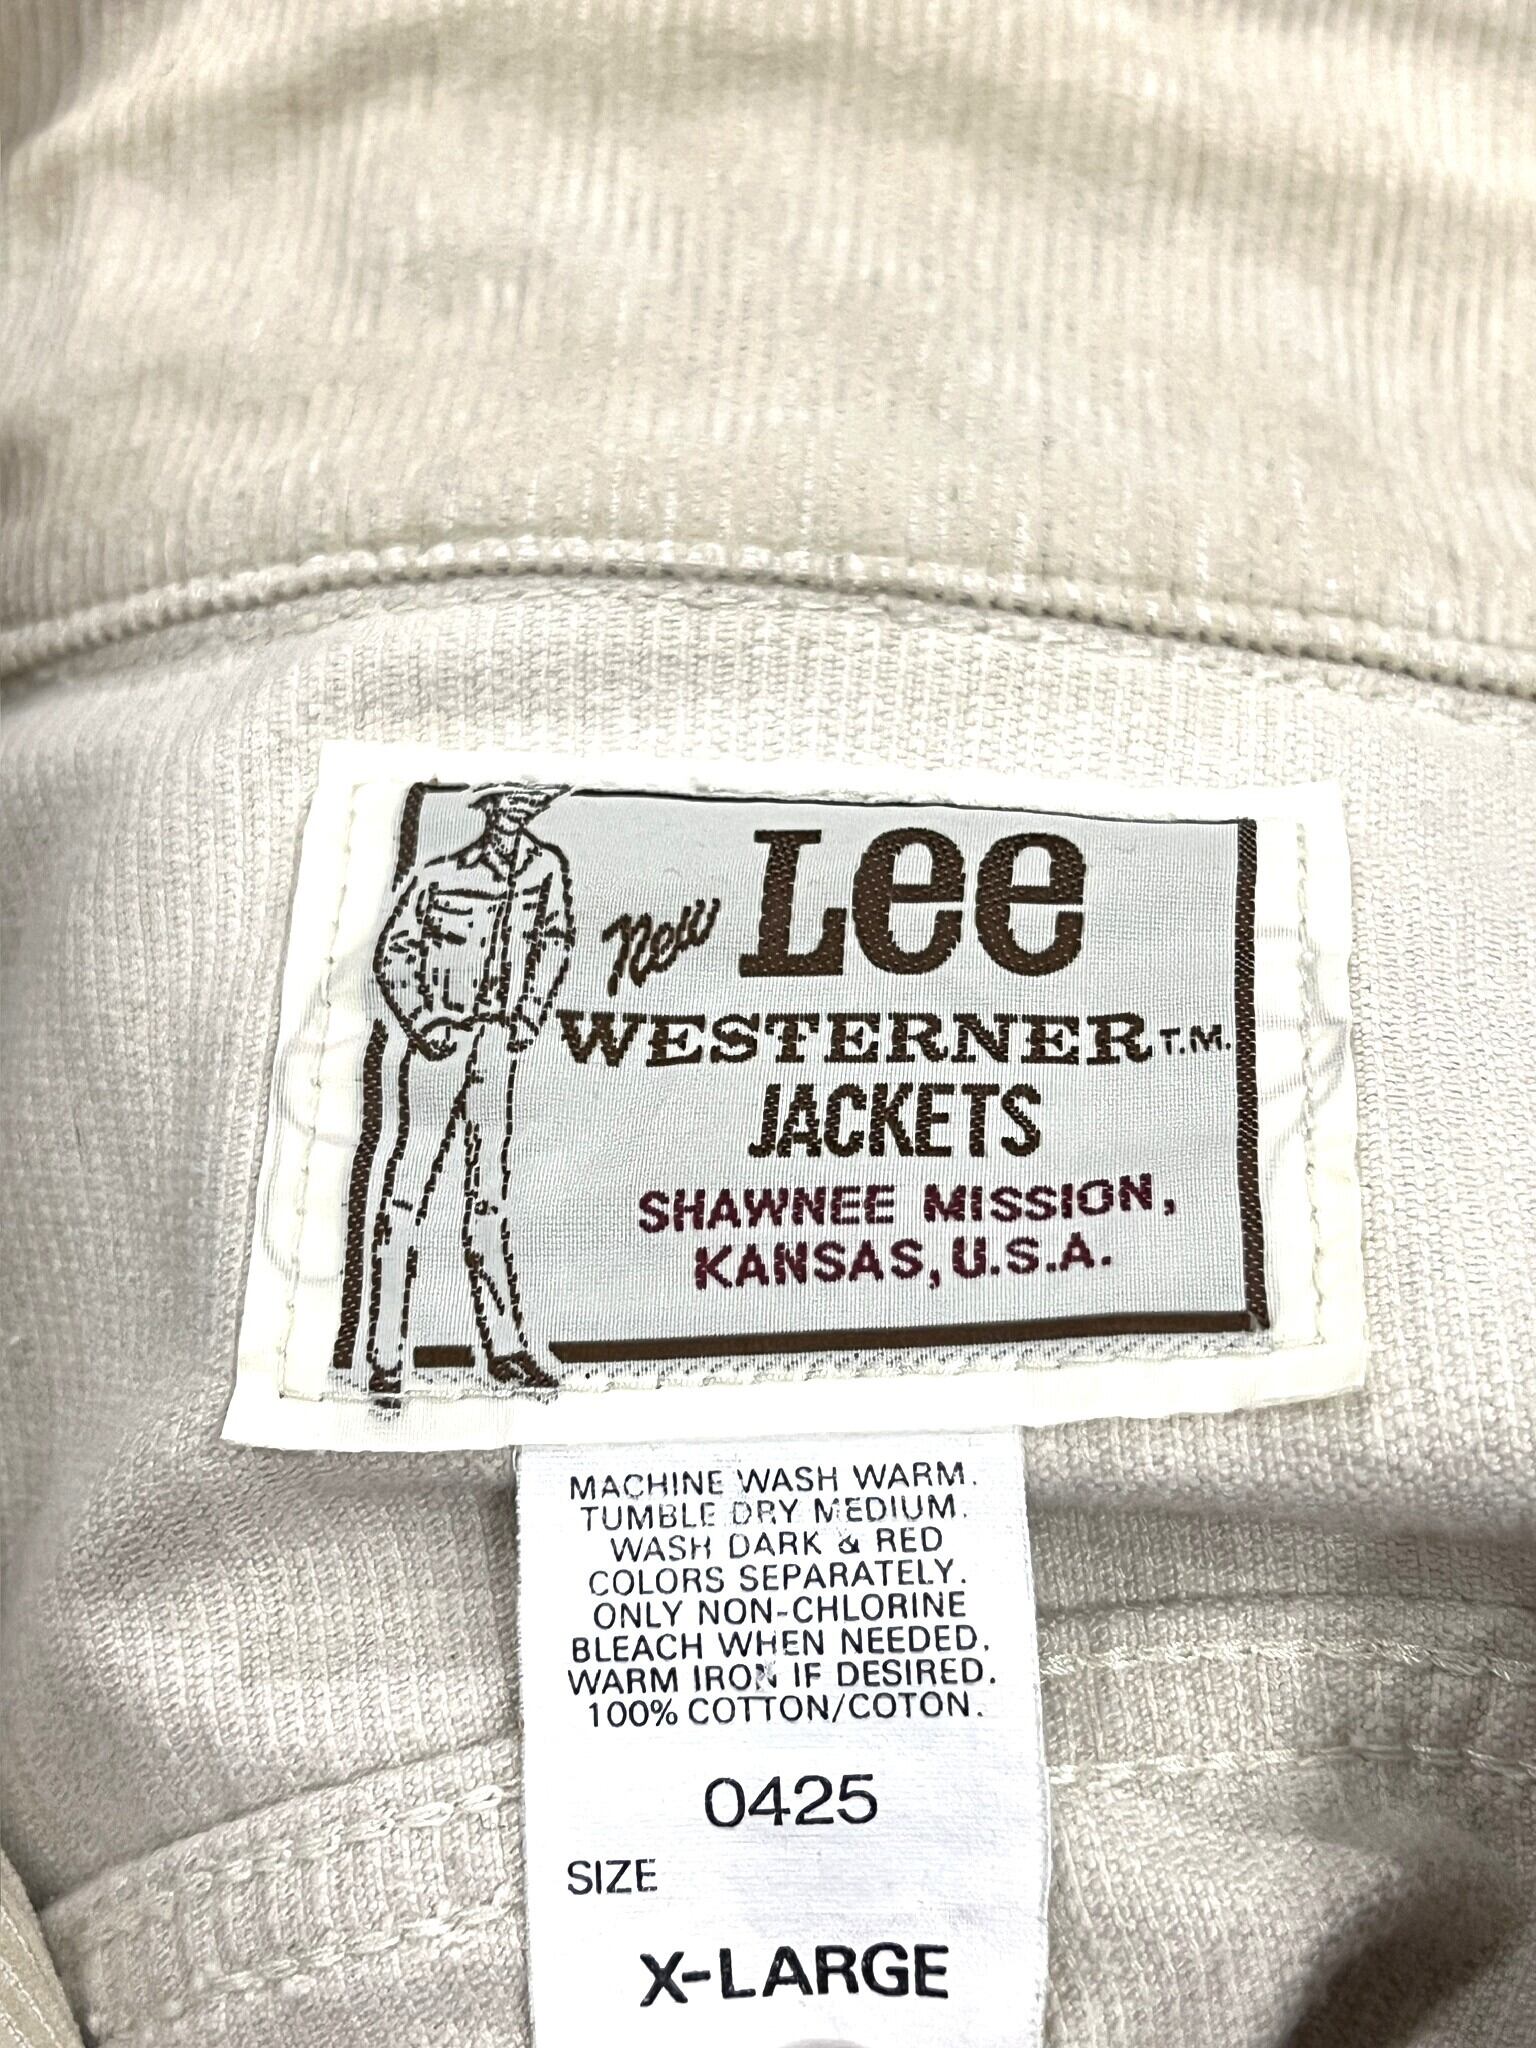 New Lee
WESTERNER T.M.
JACKETS
SHAWNEE MISSION,
KANSAS, U.S.A.
MACHINE WASH WARM.
TUMBLE DRY MEDIUM.
WASH DARK & RED
COLORS SEPARATELY.
ONLY NON-CHLORINE
BLEACH WHEN NEEDED.
WARM IRON IF DESIRED.
100% COTTON/COTON.
0425
SIZE
X-LARGE